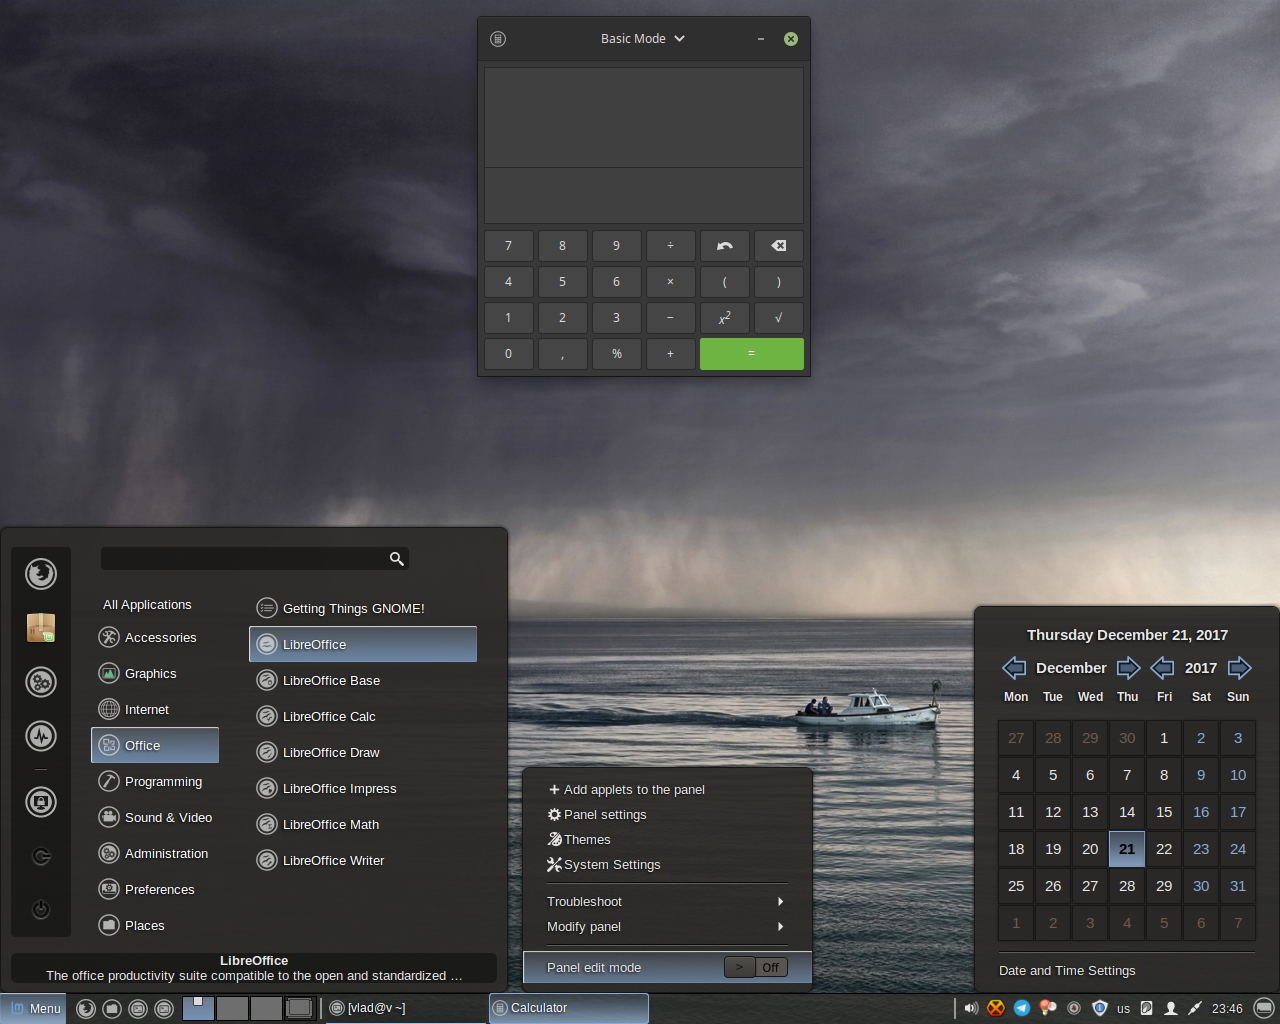 Basic Mode
7 8 9 ÷
4 5 6 × ( )
1 2 3 − x² √
0 , % + =
All Applications
Accessories
Graphics
Internet
Office
Programming
Sound & Video
Administration
Preferences
Places
Getting Things GNOME!
LibreOffice
LibreOffice Base
LibreOffice Calc
LibreOffice Draw
LibreOffice Impress
LibreOffice Math
LibreOffice Writer
LibreOffice
The office productivity suite compatible to the open and standardized ...
Add applets to the panel
Panel settings
Themes
System Settings
Troubleshoot
Modify panel
Panel edit mode > Off
Thursday December 21, 2017
December 2017
Mon Tue Wed Thu Fri Sat Sun
27 28 29 30 1 2 3
4 5 6 7 8 9 10
11 12 13 14 15 16 17
18 19 20 21 22 23 24
25 26 27 28 29 30 31
1 2 3 4 5 6 7
Date and Time Settings
Menu [vlad@v ~] Calculator us 23:46